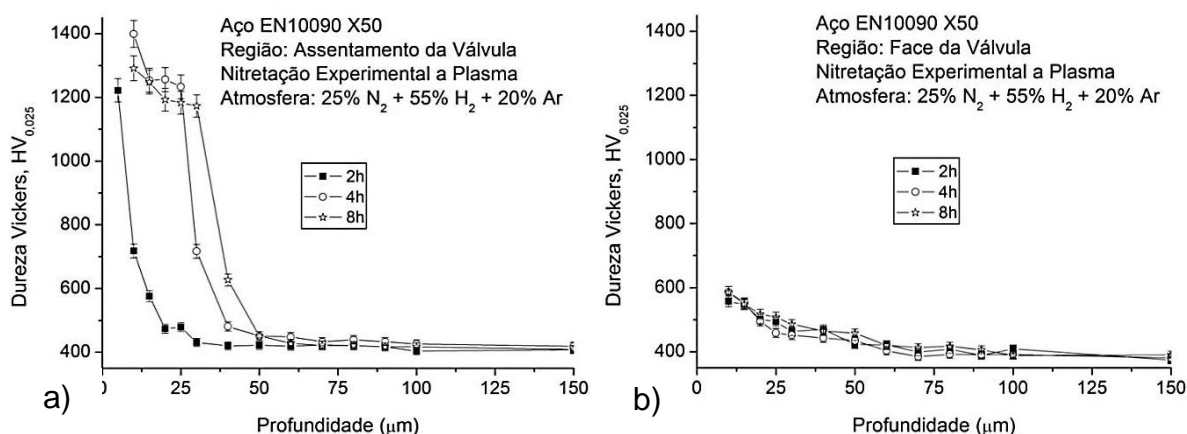 Aço EN10090 X50
Região: Assentamento da Válvula
Nitretação Experimental a Plasma
Atmosfera: 25% N₂ + 55% H₂ + 20% Ar
Dureza Vickers, HV₀,₀₂₅
1400
1200
1000
800
600
400
2h
4h
8h
0 25 50 75 100 125 150
Profundidade (μm)
a)
Aço EN10090 X50
Região: Face da Válvula
Nitretação Experimental a Plasma
Atmosfera: 25% N₂ + 55% H₂ + 20% Ar
Dureza Vickers, HV₀,₀₂₅
1400
1200
1000
800
600
400
2h
4h
8h
0 25 50 75 100 125 150
Profundidade (μm)
b)